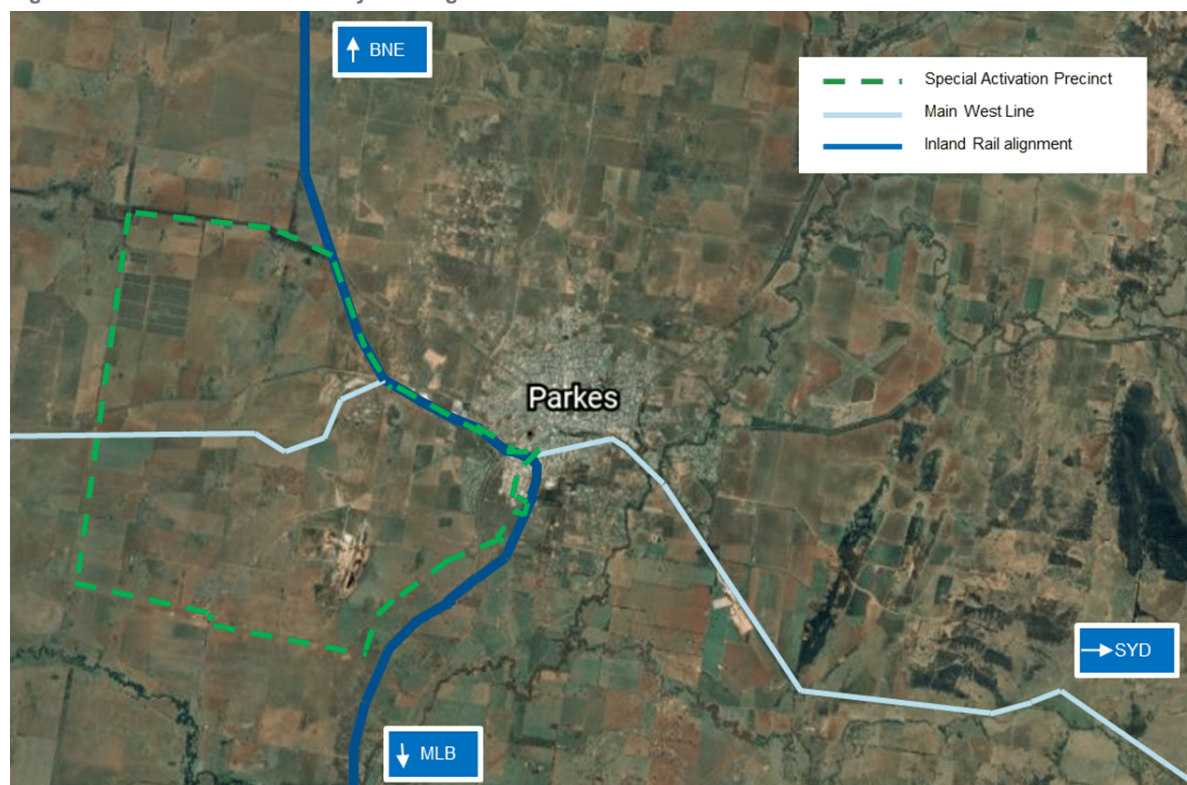 BNE
Special Activation Precinct
Main West Line
Inland Rail alignment
Parkes
SYD
MLB